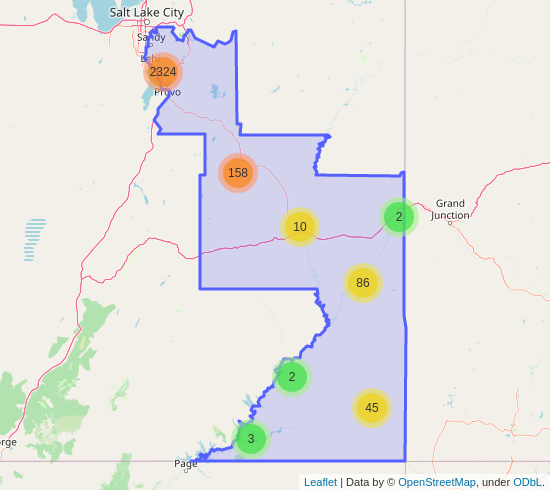 Salt Lake City
Sandy
Lehi
2324
Provo
158
Grand
Junction
2
10
86
2
45
3
orge
Page
Leaflet | Data by © OpenStreetMap, under ODbL.